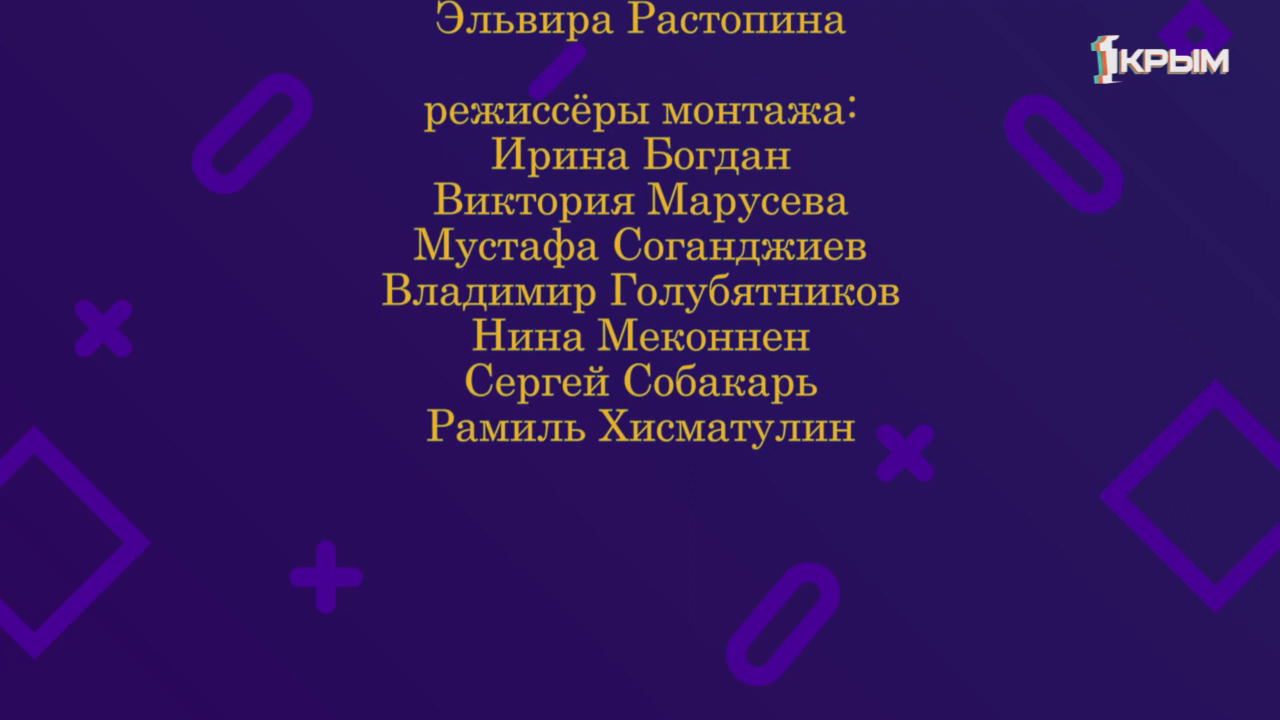 Эльвира Растопина
1КРЫМ
режиссёры монтажа:
Ирина Богдан
Виктория Марусева
Мустафа Соганджиев
Владимир Голубятников
Нина Меконнен
Сергей Собакарь
Рамиль Хисматулин